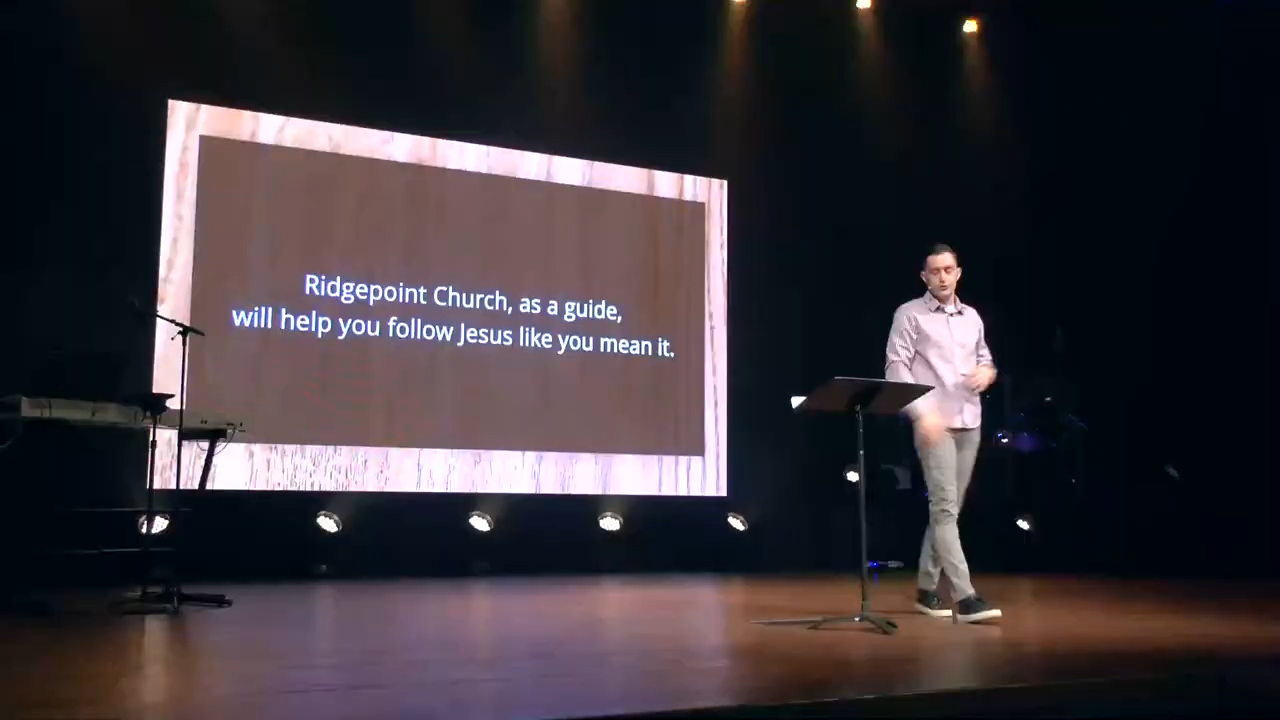 Ridgepoint Church, as a guide,
will help you follow Jesus like you mean it.